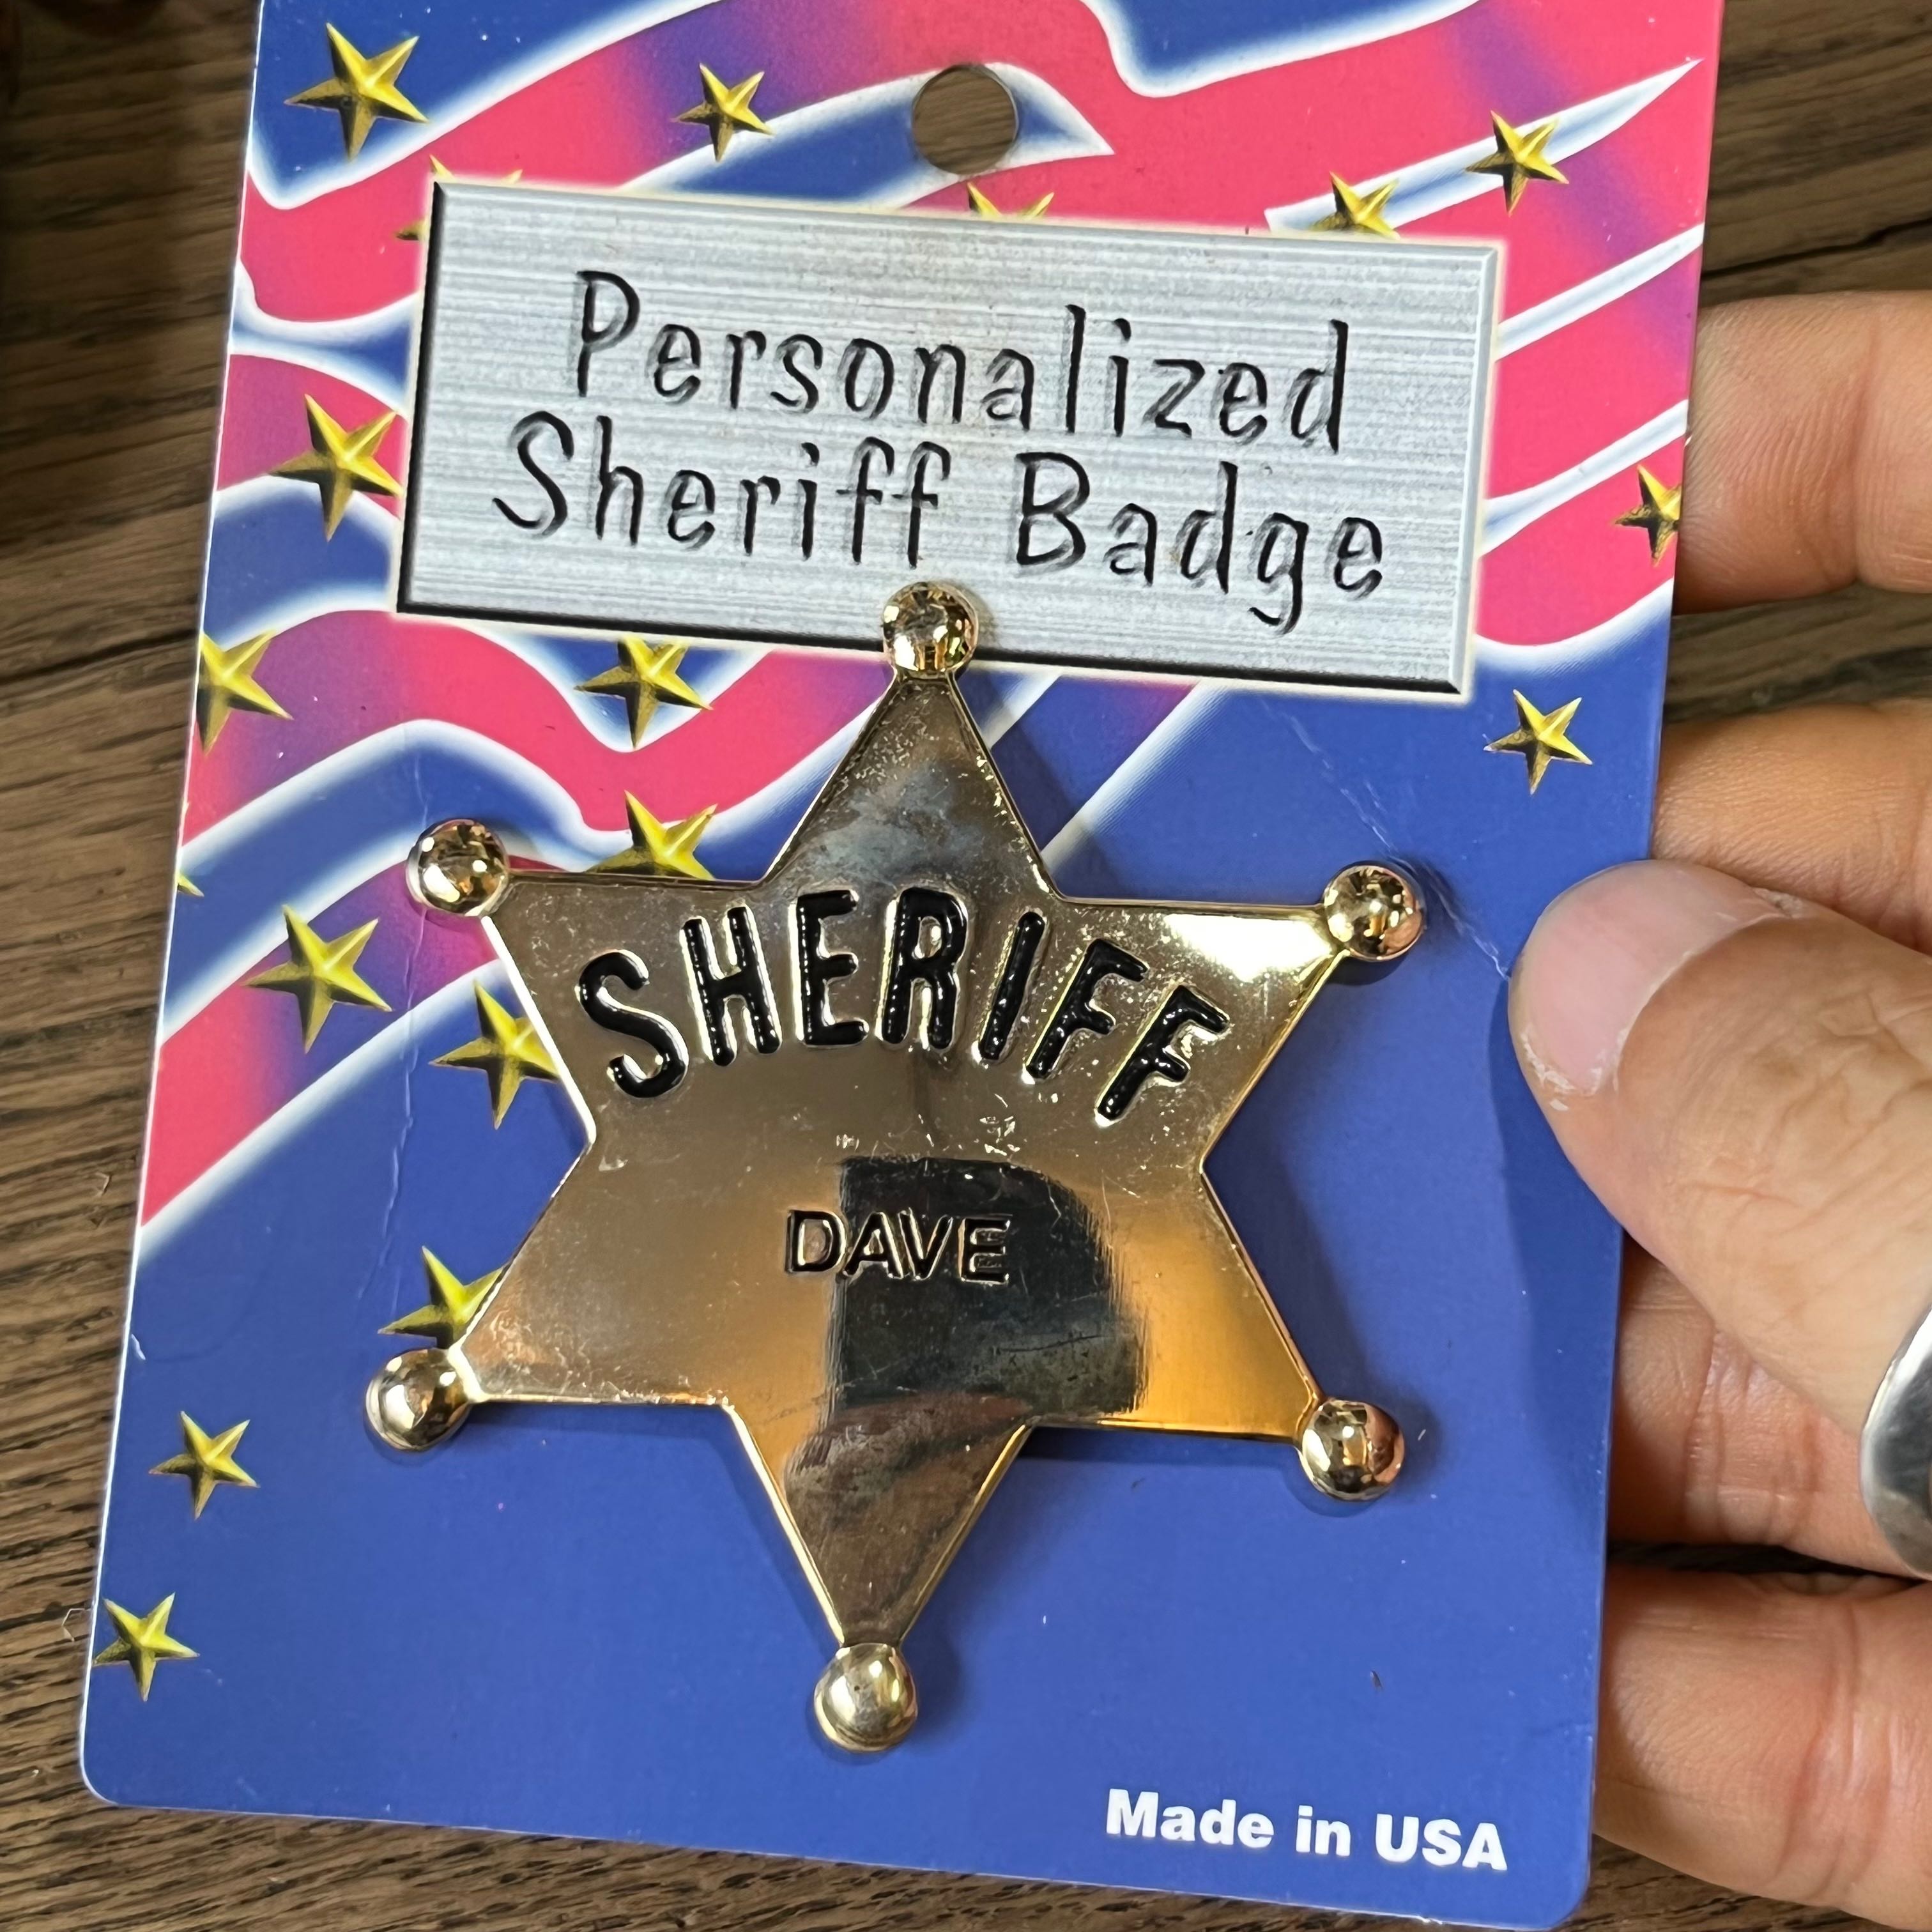 Personalized
Sheriff Badge
SHERIFF
DAVE
Made in USA